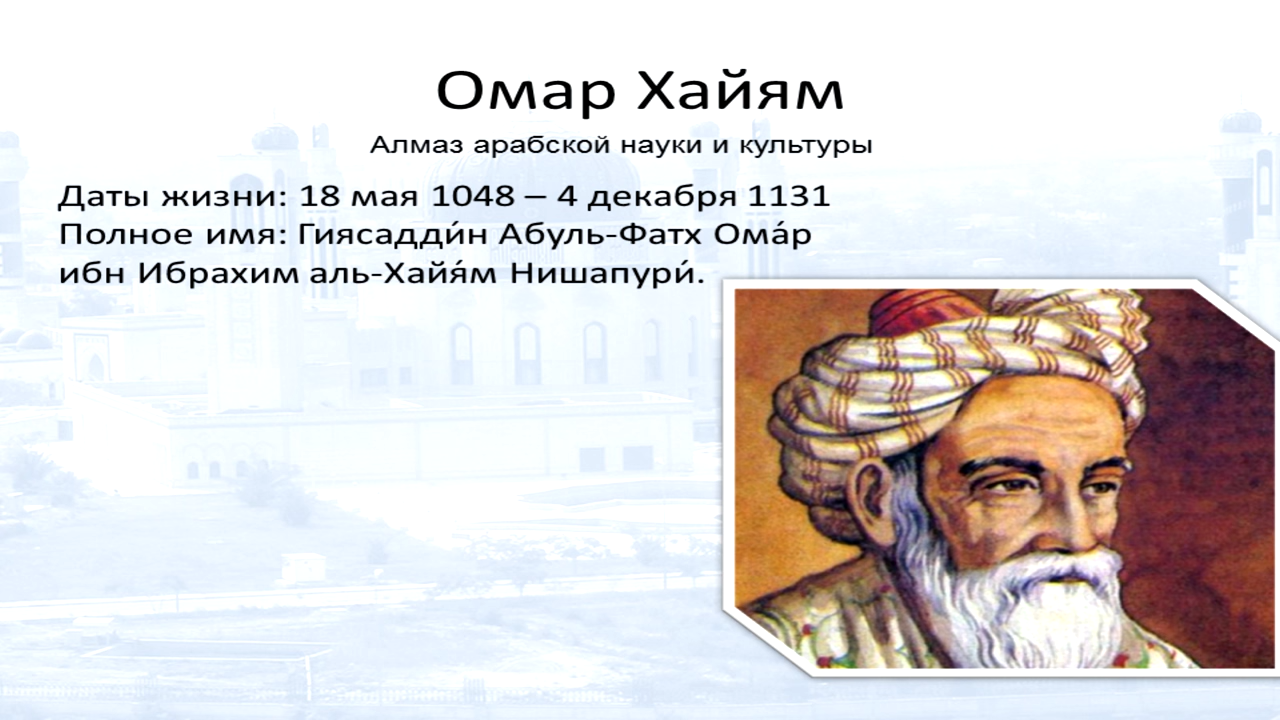 Омар Хайям
Алмаз арабской науки и культуры
Даты жизни: 18 мая 1048 – 4 декабря 1131
Полное имя: Гиясадди́н Абуль-Фатх Ома́р
ибн Ибрахим аль-Хайя́м Нишапури́.